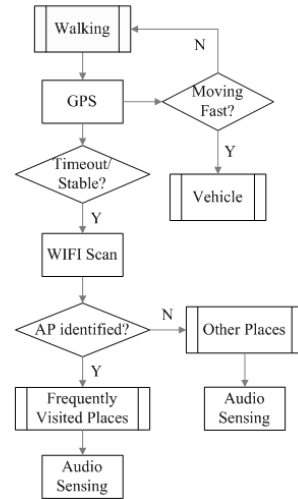 Walking
N
GPS
Moving
Fast?
Y
Timeout/
Stable?
Vehicle
Y
WIFI Scan
AP identified?
N
Other Places
Y
Frequently
Visited Places
Audio
Sensing
Audio
Sensing